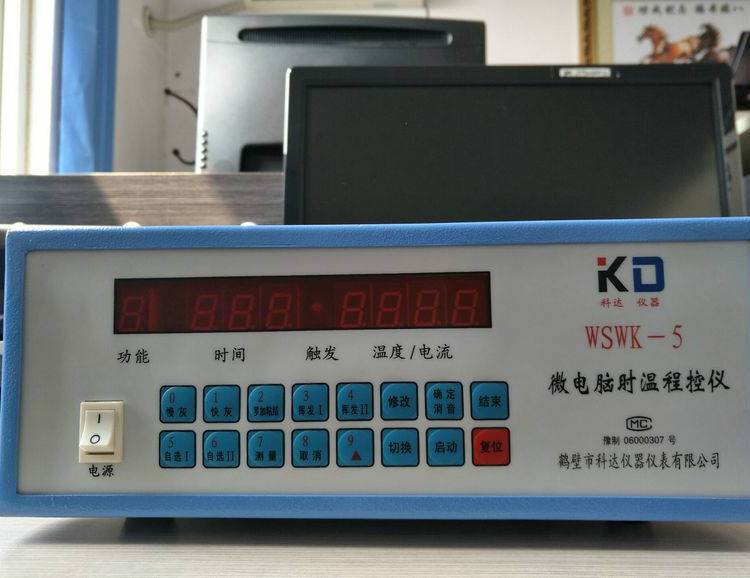 KD
科达 仪器
WSWK-5
微电脑时温程控仪
MC
豫制 06000307 号
鹤壁市科达仪器仪表有限公司
功能 时间 触发 温度/电流
0 慢灰
1 快灰
2 罗加粘结
3 挥发I
4 挥发II
修改
确定 消音
结束
5 自选I
6 自选II
7 测量
8 取消
9 ▲
切换
启动
复位
I
O
电源